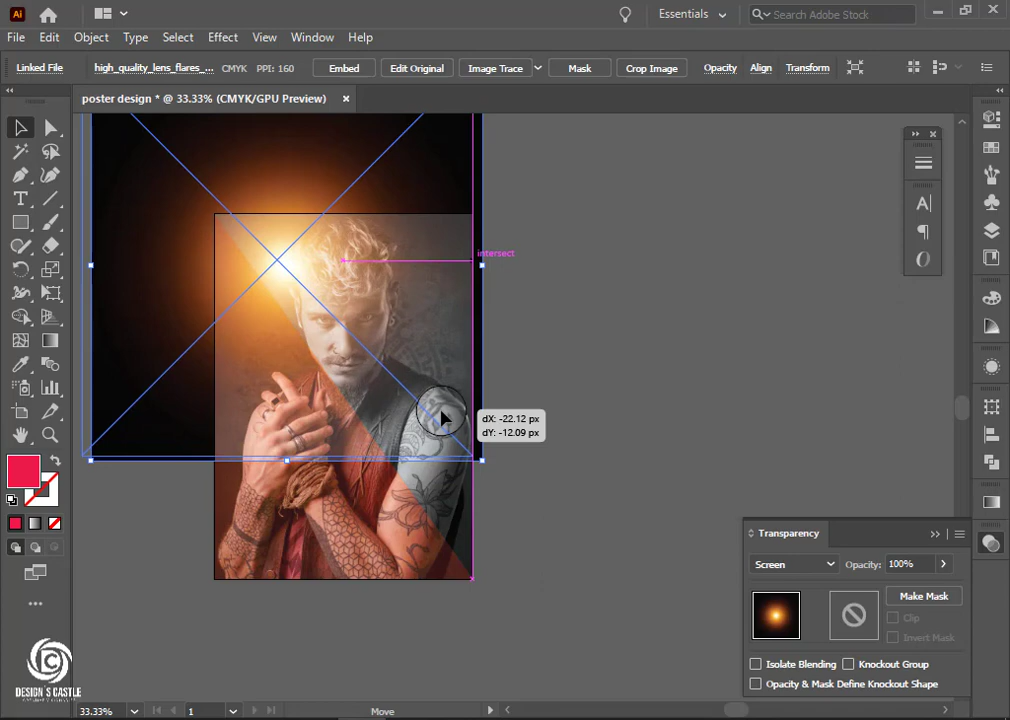 Ai
Essentials
Search Adobe Stock
File Edit Object Type Select Effect View Window Help
Linked File high_quality_lens_flares_... CMYK PPI: 160 Embed Edit Original Image Trace Mask Crop Image Opacity Align Transform
poster design * @ 33.33% (CMYK/GPU Preview)
intersect
dX: -22.12 px
dY: -12.09 px
Transparency
Screen Opacity: 100%
Make Mask
Clip
Invert Mask
Isolate Blending Knockout Group
Opacity & Mask Define Knockout Shape
DESIGN`S CASTLE
33.33% 1 Move